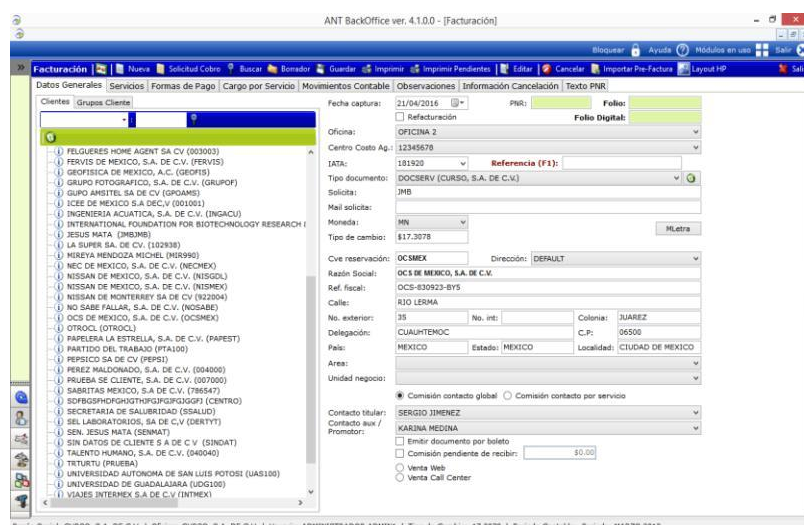 ANT BackOffice ver. 4.1.0.0 - [Facturación]
Bloquear Ayuda Módulos en uso Salir
Facturación Nueva Solicitud Cobro Buscar Borrador Guardar Imprimir Imprimir Pendientes Editar Cancelar Importar Pre-Factura Layout HP Sali
Datos Generales Servicios Formas de Pago Cargo por Servicio Movimientos Contable Observaciones Información Cancelación Texto PNR
Clientes Grupos Cliente
FELGUERES HOME AGENT SA CV (003003)
FERVIS DE MEXICO, S.A. DE C.V. (FERVIS)
GEOFISICA DE MEXICO, A.C. (GEOFIS)
GRUPO FOTOGRAFICO, S.A. DE C.V. (GRUPOF)
GUPO AMSITEL SA DE CV (GPOAMS)
ICEE DE MEXICO S.A DEC,V (001001)
INGENIERIA ACUATICA, S.A. DE C.V. (INGACU)
INTERNATIONAL FOUNDATION FOR BIOTECHNOLOGY RESEARCH
JESUS MATA (JMBJMB)
LA SUPER SA. DE CV. (102938)
MIREYA MENDOZA MICHEL (MIR990)
NEC DE MEXICO, S.A. DE C.V. (NECMEX)
NISSAN DE MEXICO, S.A. DE C.V. (NISGDL)
NISSAN DE MEXICO, S.A. DE C.V. (NISMEX)
NISSAN DE MONTERREY SA DE CV (922004)
NO SABE FALLAR, S.A. DE C.V. (NOSABE)
OCS DE MEXICO, S.A. DE C.V. (OCSMEX)
OTROCL (OTROCL)
PAPELERA LA ESTRELLA, S.A. DE C.V. (PAPEST)
PARTIDO DEL TRABAJO (PTA100)
PEPSICO SA DE CV (PEPSI)
PEREZ MALDONADO, S.A. DE C.V. (004000)
PRUEBA SE CLIENTE, S.A. DE C.V. (007000)
SABRITAS MEXICO, S.A DE C.V. (786547)
SECRETARIA DE SALUBRIDAD (SSALUD)
SEL LABORATORIOS, SA DE C,V (DERTYT)
SEN. JESUS MATA (SENMAT)
SIN DATOS DE CLIENTE S A DE C V (SINDAT)
TALENTO HUMANO, S.A. DE C.V. (040040)
TRTURTU (PRUEBA)
UNIVERSIDAD AUTONOMA DE SAN LUIS POTOSI (UAS100)
UNIVERSIDAD DE GUADALAJARA (UDG100)
VIAJES INTERMEX S.A DE C.V (INTMEX)
Fecha captura: 21/04/2016 PNR: Folio:
Refacturación Folio Digital:
Oficina: OFICINA 2
Centro Costo Ag.: 12345678
IATA: 181920 Referencia (F1):
Tipo documento: DOCSERV (CURSO, S.A. DE C.V.)
Solicita: JMB
Mail solicita:
Moneda: MN
MLetra
Tipo de cambio: $17.3078
Cve reservación: OCSMEX Dirección: DEFAULT
Razón Social: OCS DE MEXICO, S.A. DE C.V.
Ref. fiscal: OCS-830923-BY5
Calle: RIO LERMA
No. exterior: 35 No. int: Colonia: JUAREZ
Delegación: CUAUHTEMOC C.P: 06500
País: MEXICO Estado: MEXICO Localidad: CIUDAD DE MEXICO
Area:
Unidad negocio:
Comisión contacto global Comisión contacto por servicio
Contacto titular: SERGIO JIMENEZ
Contacto aux / Promotor: KARINA MEDINA
Emitir documento por boleto
Comisión pendiente de recibir: $0.00
Venta Web
Venta Call Center